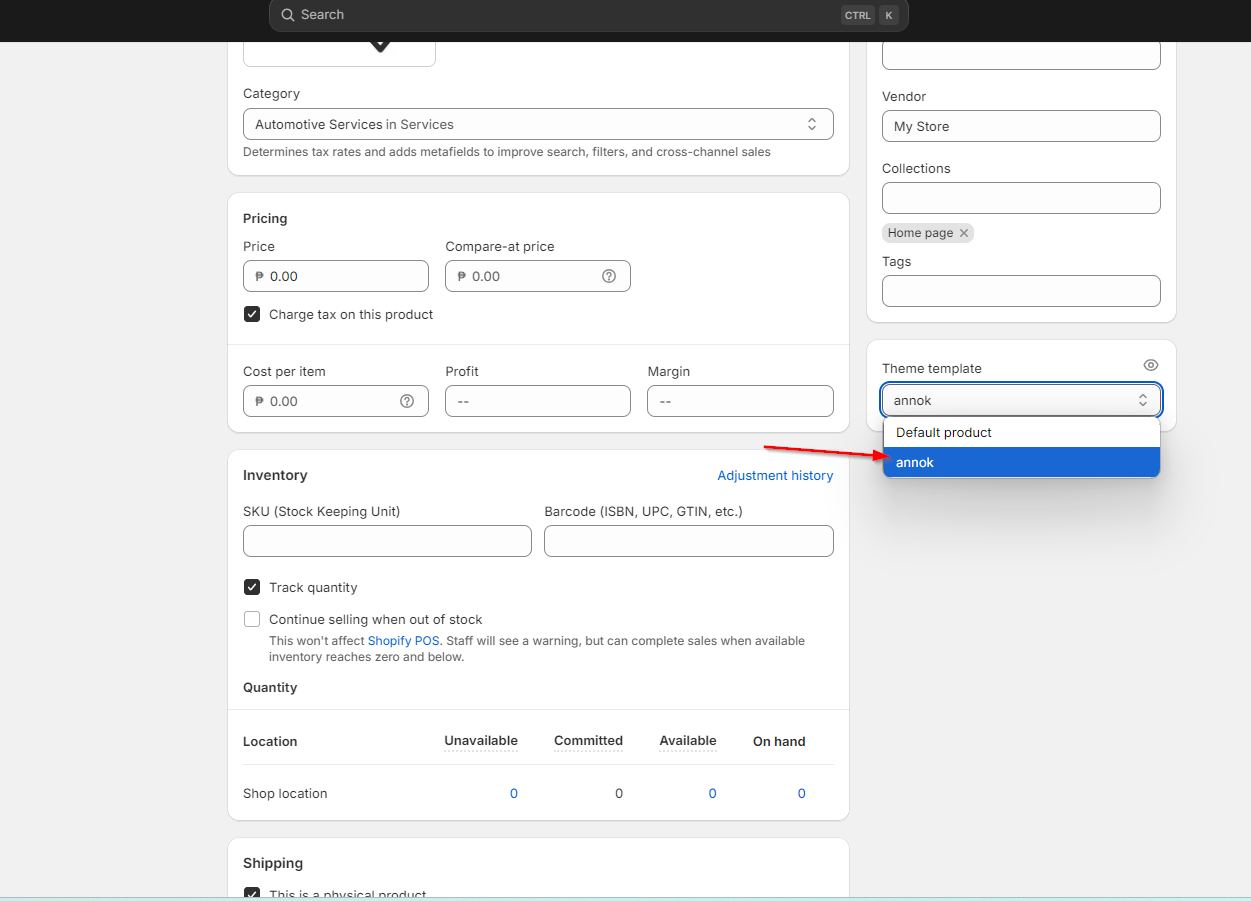 Search
CTRL K
Category
Automotive Services in Services
Determines tax rates and adds metafields to improve search, filters, and cross-channel sales
Pricing
Price
Compare-at price
₱ 0.00
₱ 0.00
Charge tax on this product
Cost per item
Profit
Margin
₱ 0.00
--
--
Inventory
Adjustment history
SKU (Stock Keeping Unit)
Barcode (ISBN, UPC, GTIN, etc.)
Track quantity
Continue selling when out of stock
This won't affect Shopify POS. Staff will see a warning, but can complete sales when available
inventory reaches zero and below.
Quantity
Location Unavailable Committed Available On hand
Shop location 0 0 0 0
Shipping
This is a physical product
Vendor
My Store
Collections
Home page
Tags
Theme template
annok
Default product
annok